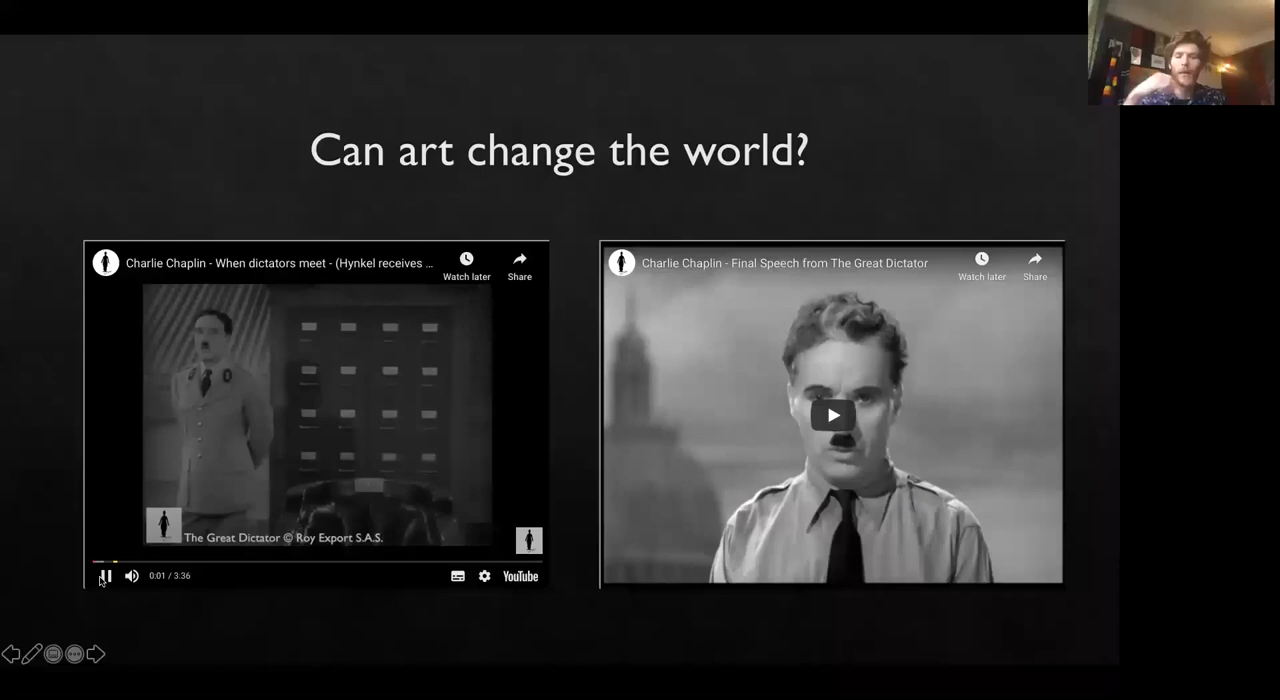 Can art change the world?
Charlie Chaplin - When dictators meet - (Hynkel receives ...
Watch later
Share
The Great Dictator © Roy Export S.A.S.
0:01 / 3:36
YouTube
Charlie Chaplin - Final Speech from The Great Dictator
Watch later
Share